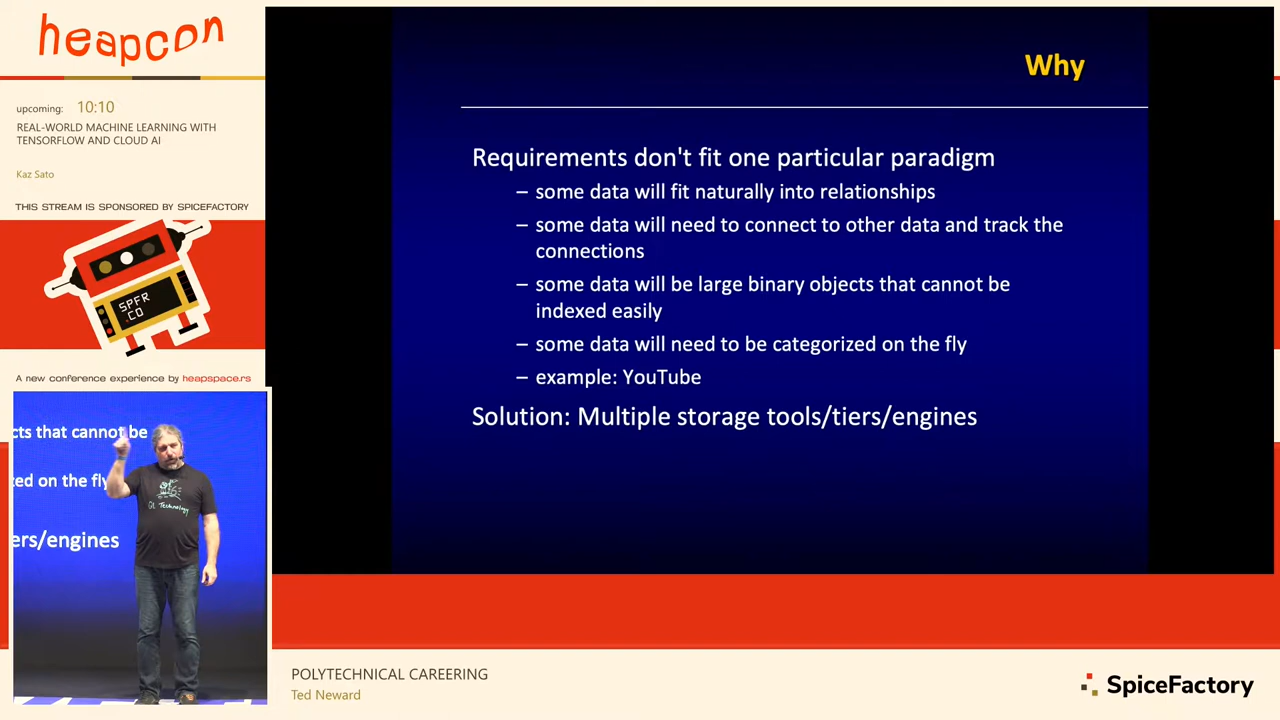 heapcon
upcoming: 10:10
REAL-WORLD MACHINE LEARNING WITH
TENSORFLOW AND CLOUD AI
Kaz Sato
THIS STREAM IS SPONSORED BY SPICEFACTORY
SPFR
.CO
A new conference experience by heapspace.rs
Why
Requirements don't fit one particular paradigm
– some data will fit naturally into relationships
– some data will need to connect to other data and track the
connections
– some data will be large binary objects that cannot be
indexed easily
– some data will need to be categorized on the fly
– example: YouTube
Solution: Multiple storage tools/tiers/engines
cts that cannot be
ed on the fly
ers/engines
Technology
POLYTECHNICAL CAREERING
Ted Neward
SpiceFactory